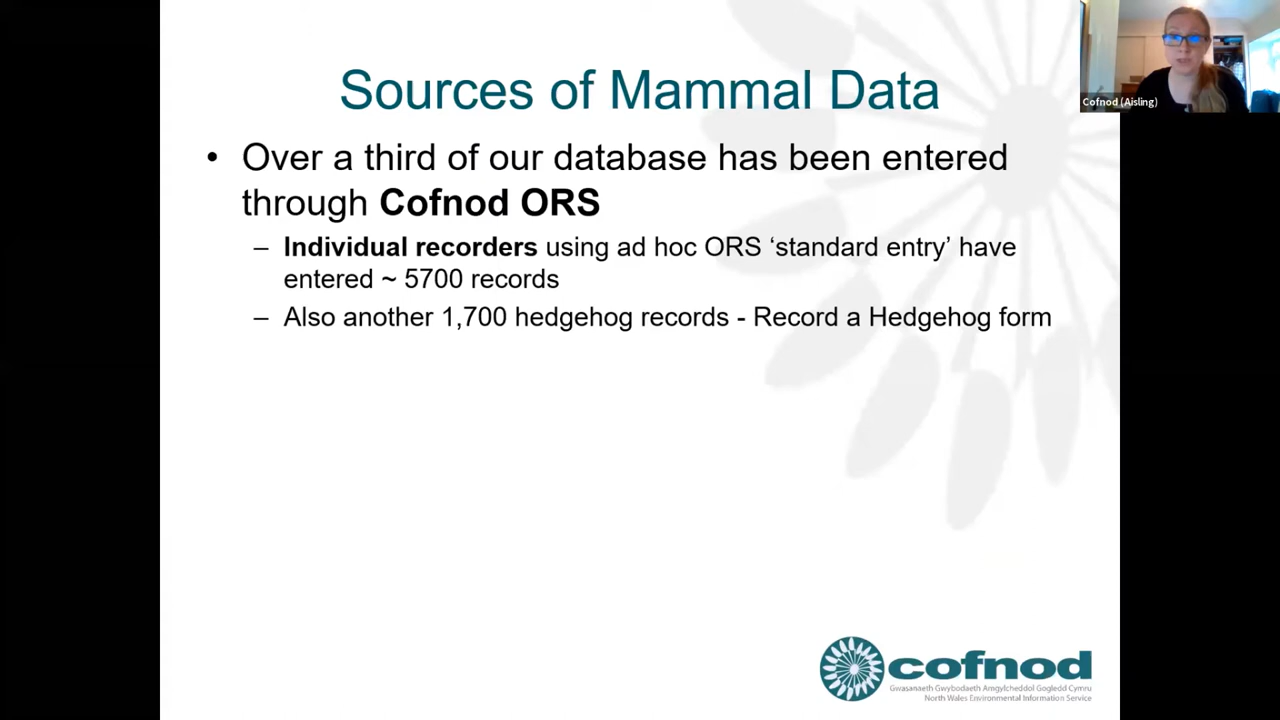 Sources of Mammal Data
• Over a third of our database has been entered
through Cofnod ORS
– Individual recorders using ad hoc ORS ‘standard entry’ have
entered ~ 5700 records
– Also another 1,700 hedgehog records - Record a Hedgehog form
Cofnod (Aisling)
cofnod
Gwasanaeth Gwybodaeth Amgylcheddol Gogledd Cymru
North Wales Environmental Information Service